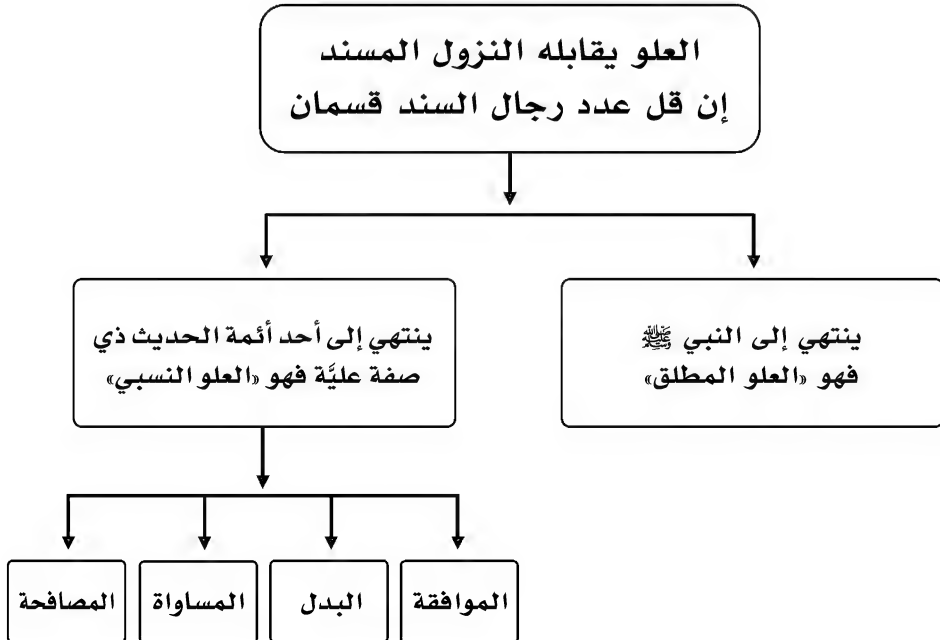 العلو يقابله النزول المسند
إن قل عدد رجال السند قسمان
ينتهي إلى النبي ﷺ
فهو «العلو المطلق»
ينتهي إلى أحد أئمة الحديث ذي
صفة عليَّة فهو «العلو النسبي»
الموافقة
البدل
المساواة
المصافحة